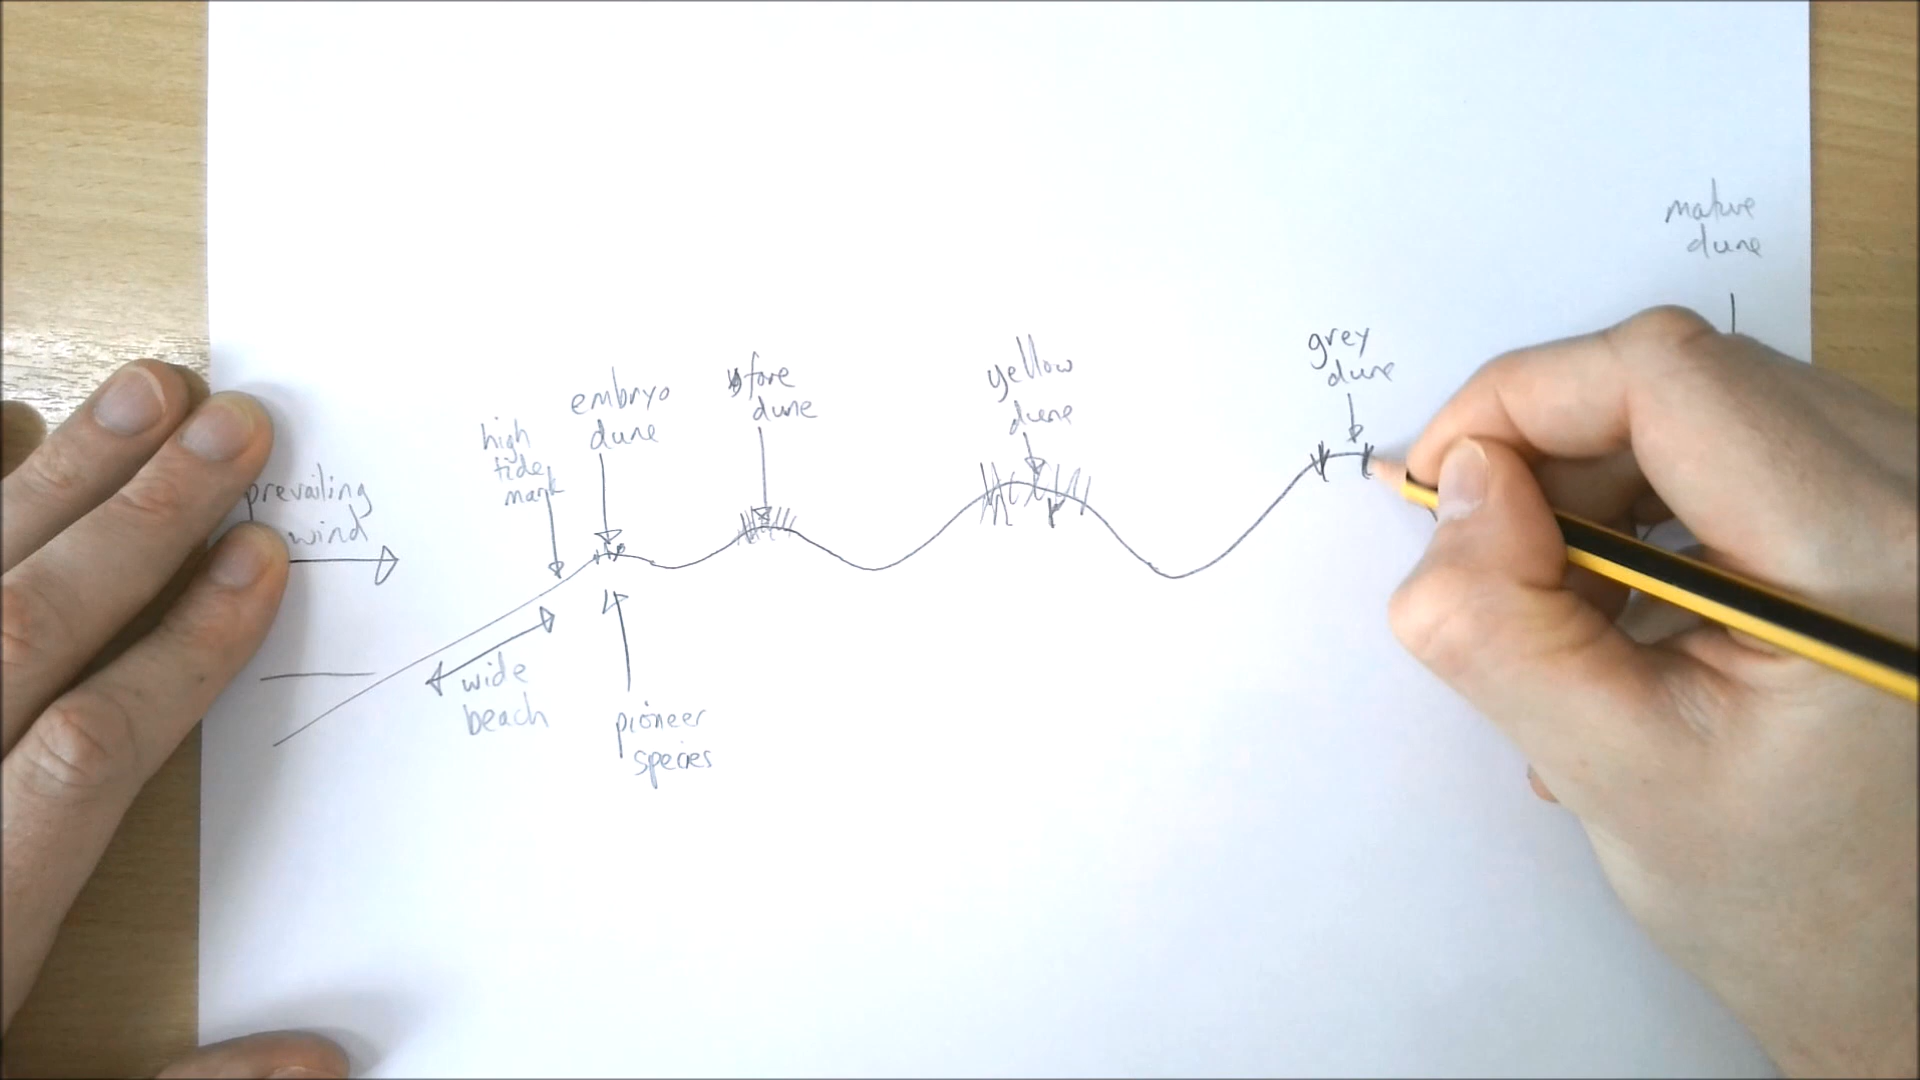 prevailing
wind
high
tide
mark
embryo
dune
fore
dune
yellow
dune
grey
dune
mature
dune
wide
beach
pioneer
species